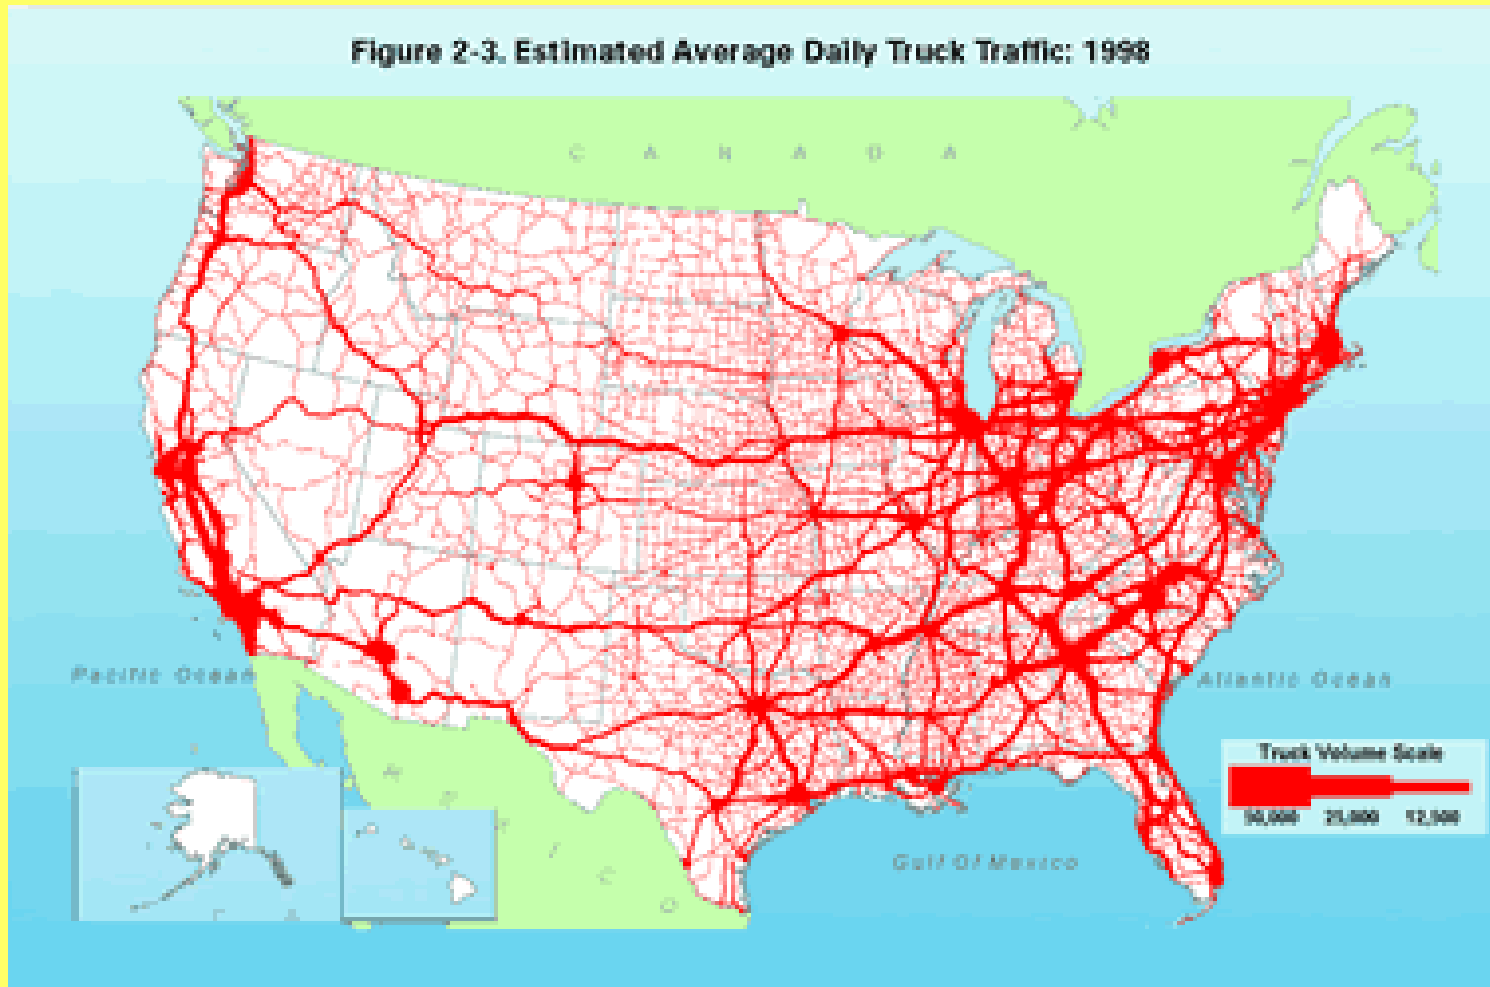 Figure 2-3. Estimated Average Daily Truck Traffic: 1998
C A N A D A
Pacific Ocean
Atlantic Ocean
Truck Volume Scale
50,000 25,000 12,500
Gulf Of Mexico